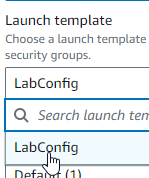 Launch template
Choose a launch template
security groups.
LabConfig
Search launch tem
LabConfig
Default (1)